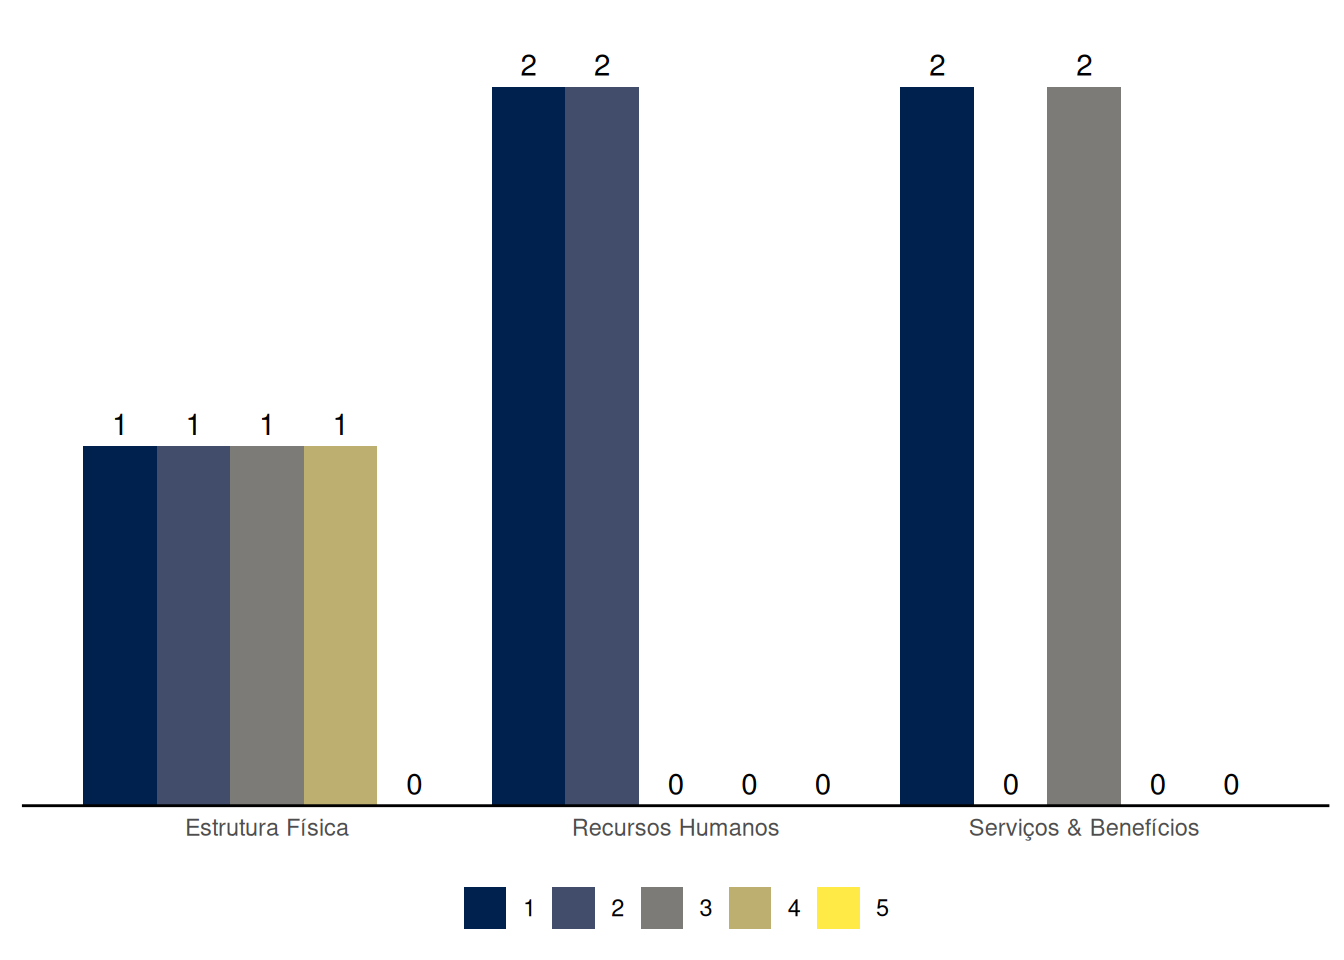 2 2 2 2
1 1 1 1
0 0 0 0 0 0 0
Estrutura Física Recursos Humanos Serviços & Benefícios
1 2 3 4 5